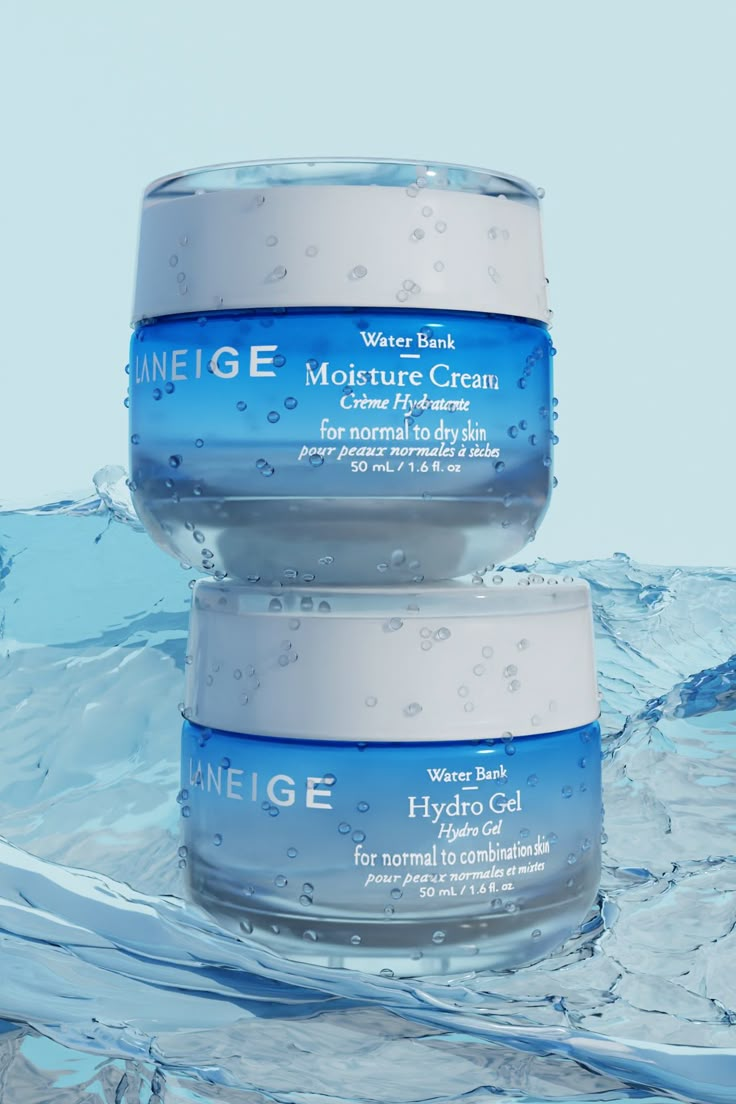 LANEIGE
Water Bank
Moisture Cream
Crème Hydratante
for normal to dry skin
pour peaux normales à sèches
50 mL / 1.6 fl. oz
LANEIGE
Water Bank
Hydro Gel
Hydro Gel
for normal to combination skin
pour peaux normales et mixtes
50 mL / 1.6 fl. oz